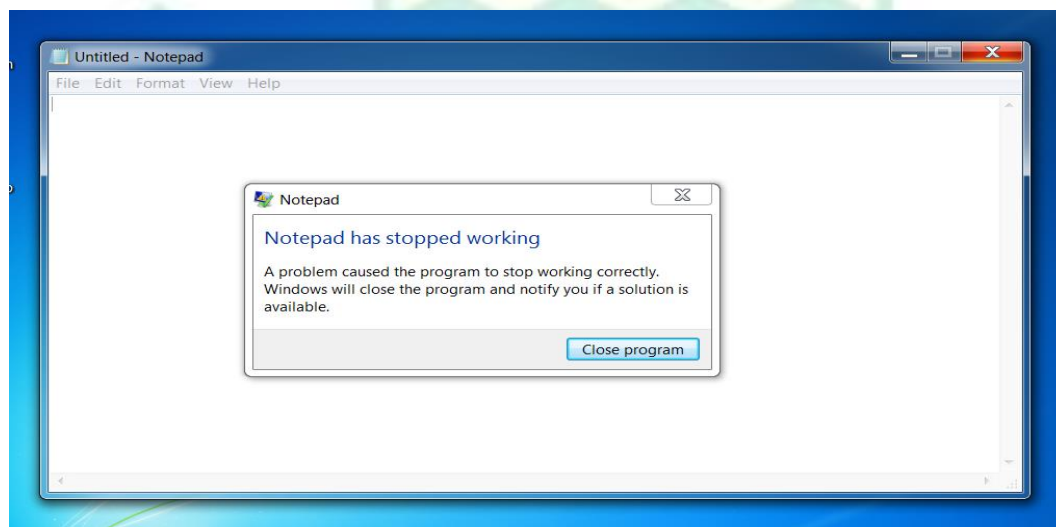 Untitled - Notepad
File Edit Format View Help
Notepad
Notepad has stopped working
A problem caused the program to stop working correctly.
Windows will close the program and notify you if a solution is
available.
Close program